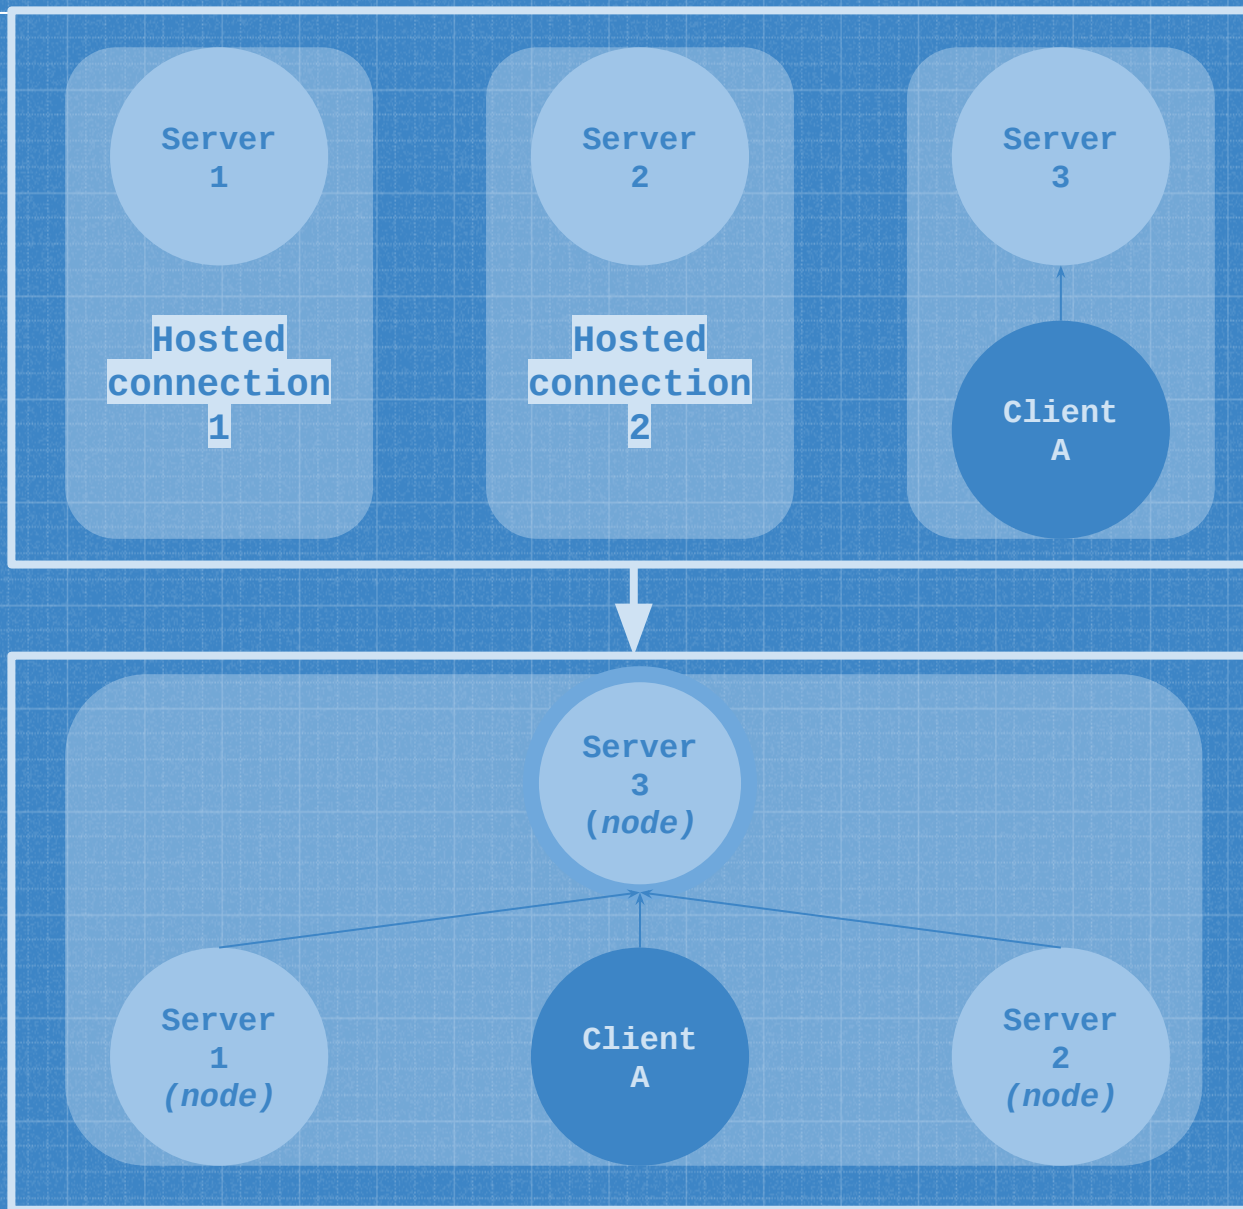 Server
1
Server
2
Server
3
Hosted
connection
1
Hosted
connection
2
Client
A
Server
3
(node)
Server
1
(node)
Client
A
Server
2
(node)